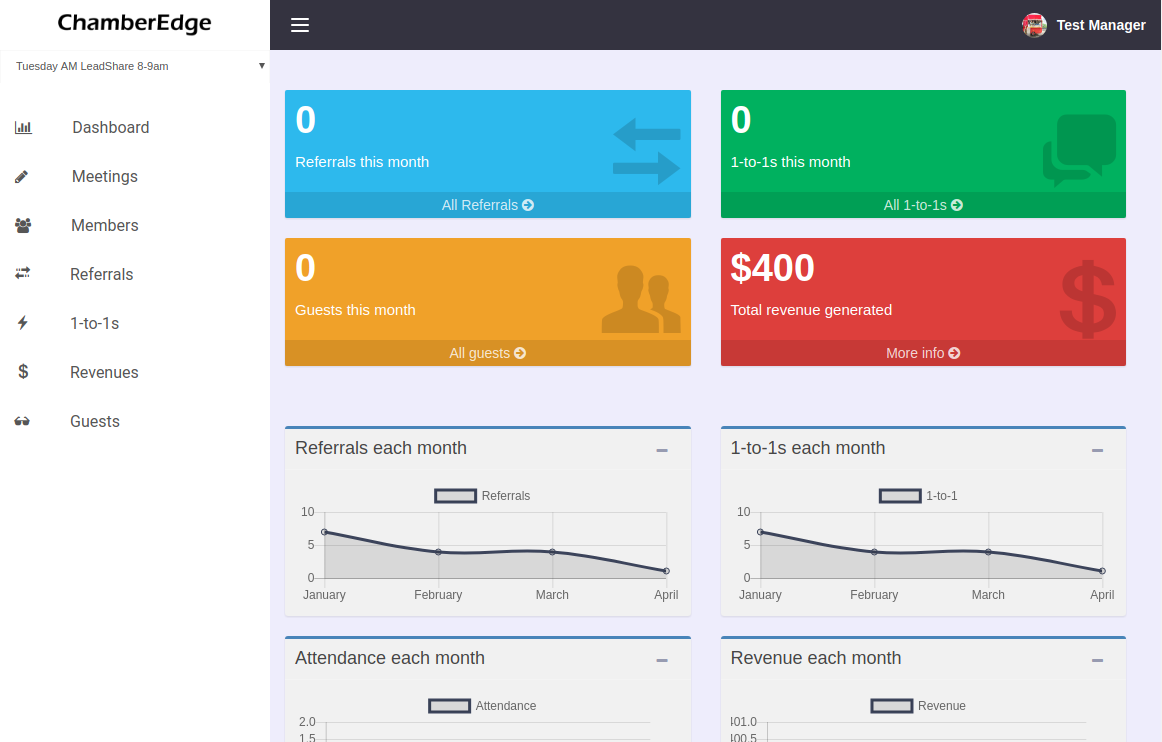 ChamberEdge
Test Manager
Tuesday AM LeadShare 8-9am
Dashboard
Meetings
Members
Referrals
1-to-1s
Revenues
Guests
0
Referrals this month
All Referrals
0
1-to-1s this month
All 1-to-1s
0
Guests this month
All guests
$400
Total revenue generated
More info
Referrals each month
Referrals
10
5
0
January February March April
1-to-1s each month
1-to-1
10
5
0
January February March April
Attendance each month
Attendance
2.0
1.5
Revenue each month
Revenue
401.0
400.5